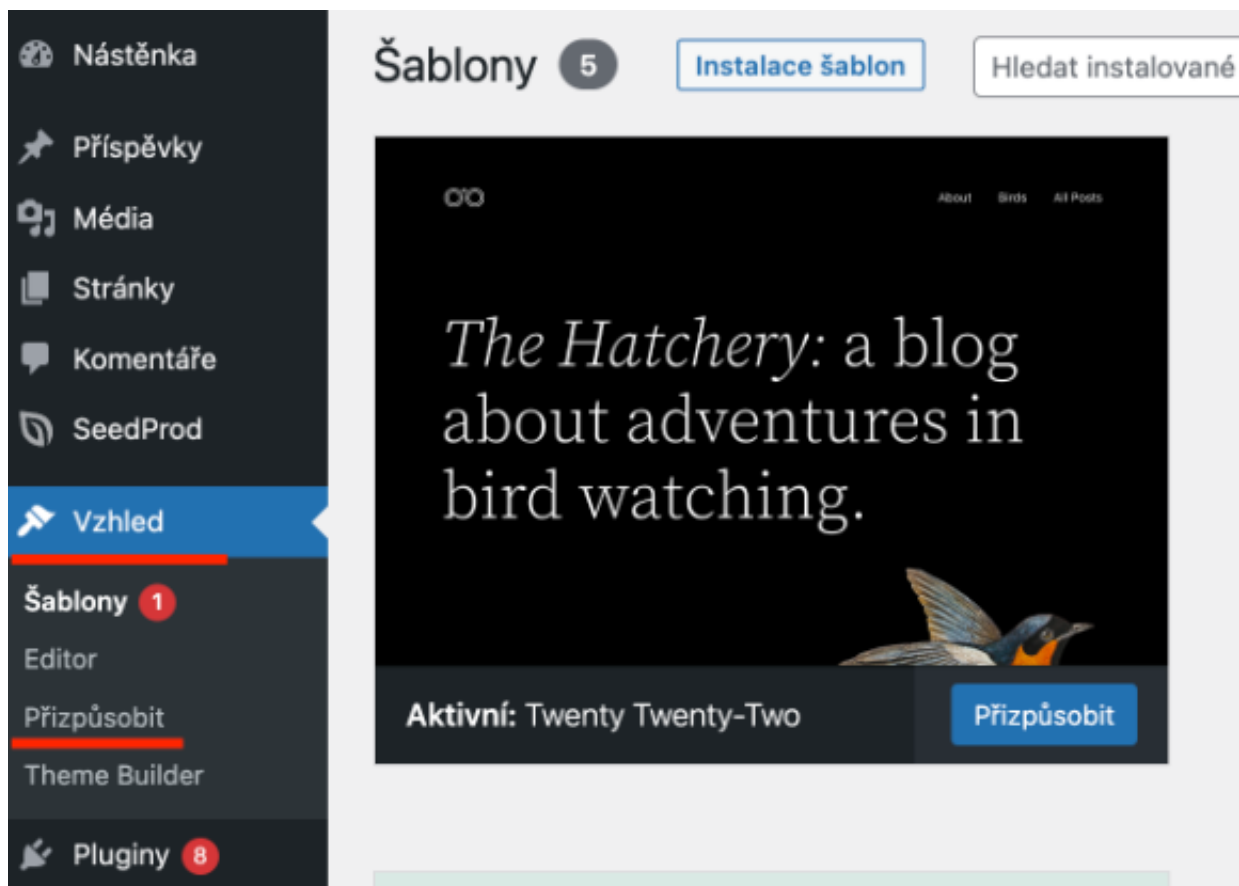 Nástěnka
Příspěvky
Média
Stránky
Komentáře
SeedProd
Vzhled
Šablony 1
Editor
Přizpůsobit
Theme Builder
Pluginy 8
Šablony 5 Instalace šablon Hledat instalované
About Birds All Posts
The Hatchery: a blog
about adventures in
bird watching.
Aktivní: Twenty Twenty-Two Přizpůsobit